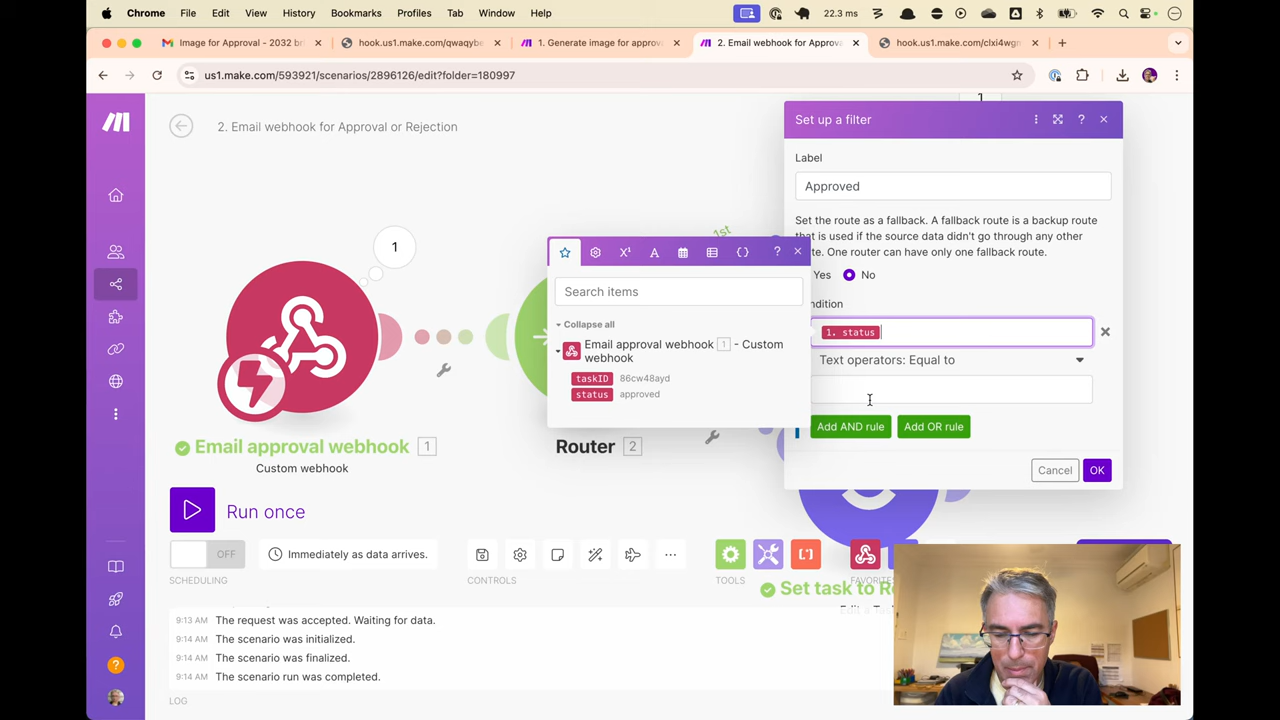 Chrome File Edit View History Bookmarks Profiles Tab Window Help 22.3 ms
Image for Approval - 2032 br
hook.us1.make.com/qwaqybe
1. Generate image for approva
2. Email webhook for Approva
hook.us1.make.com/clxi4wgn
us1.make.com/593921/scenarios/2896126/edit?folder=180997
2. Email webhook for Approval or Rejection
1
Set up a filter
Label
Approved
Set the route as a fallback. A fallback route is a backup route
that is used if the source data didn't go through any other
te. One router can have only one fallback route.
Yes No
ndition
1. status
Text operators: Equal to
Add AND rule Add OR rule
Cancel OK
1
1st
Search items
Collapse all
Email approval webhook 1 - Custom
webhook
taskID 86cw48ayd
status approved
Email approval webhook 1
Custom webhook
Router 2
Run once
OFF
Immediately as data arrives.
SCHEDULING
CONTROLS
TOOLS
FAVORITES
Set task to Re
Edit a Task
9:13 AM The request was accepted. Waiting for data.
9:14 AM The scenario was initialized.
9:14 AM The scenario was finalized.
9:14 AM The scenario run was completed.
LOG